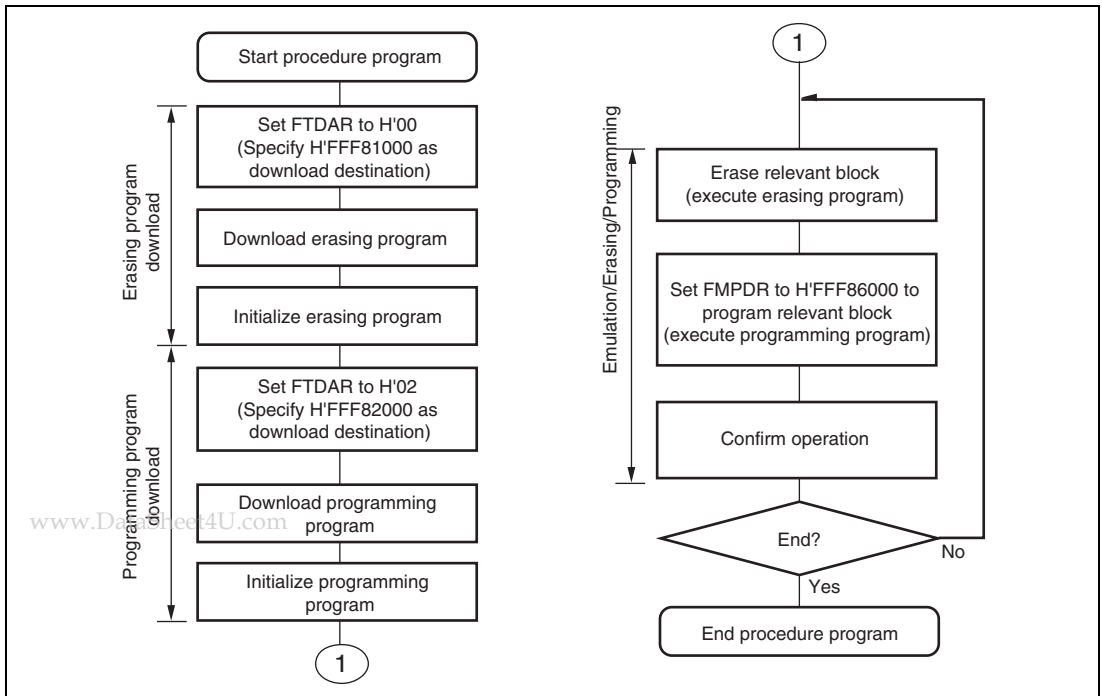 Start procedure program
Erasing program
download
Set FTDAR to H'00
(Specify H'FFF81000 as
download destination)
Download erasing program
Initialize erasing program
Programming program
download
Set FTDAR to H'02
(Specify H'FFF82000 as
download destination)
Download programming
program
Initialize programming
program
1
www.DataSheet4U.com
1
Emulation/Erasing/Programming
Erase relevant block
(execute erasing program)
Set FMPDR to H'FFF86000 to
program relevant block
(execute programming program)
Confirm operation
End?
No
Yes
End procedure program